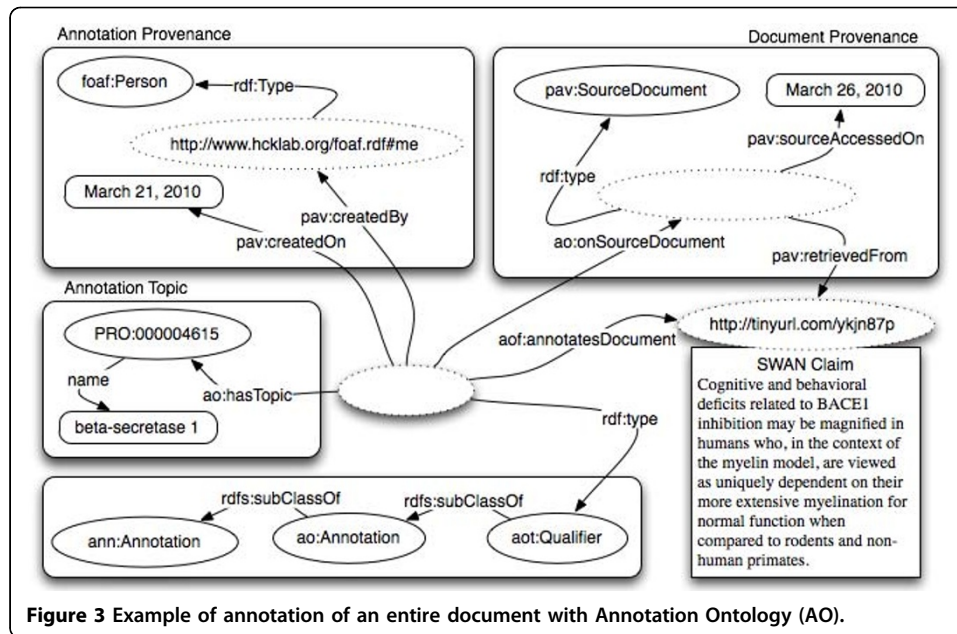 Annotation Provenance
foaf:Person
rdf:Type
http://www.hcklab.org/foaf.rdf#me
March 21, 2010
pav:createdBy
pav:createdOn
Document Provenance
pav:SourceDocument
March 26, 2010
pav:sourceAccessedOn
rdf:type
ao:onSourceDocument
pav:retrievedFrom
Annotation Topic
PRO:000004615
name
ao:hasTopic
beta-secretase 1
aof:annotatesDocument
http://tinyurl.com/ykjn87p
rdf:type
SWAN Claim
Cognitive and behavioral
deficits related to BACE1
inhibition may be magnified in
humans who, in the context of
the myelin model, are viewed
as uniquely dependent on their
more extensive myelination for
normal function when
compared to rodents and non-
human primates.
rdfs:subClassOf
rdfs:subClassOf
ann:Annotation
ao:Annotation
aot:Qualifier
Figure 3 Example of annotation of an entire document with Annotation Ontology (AO).